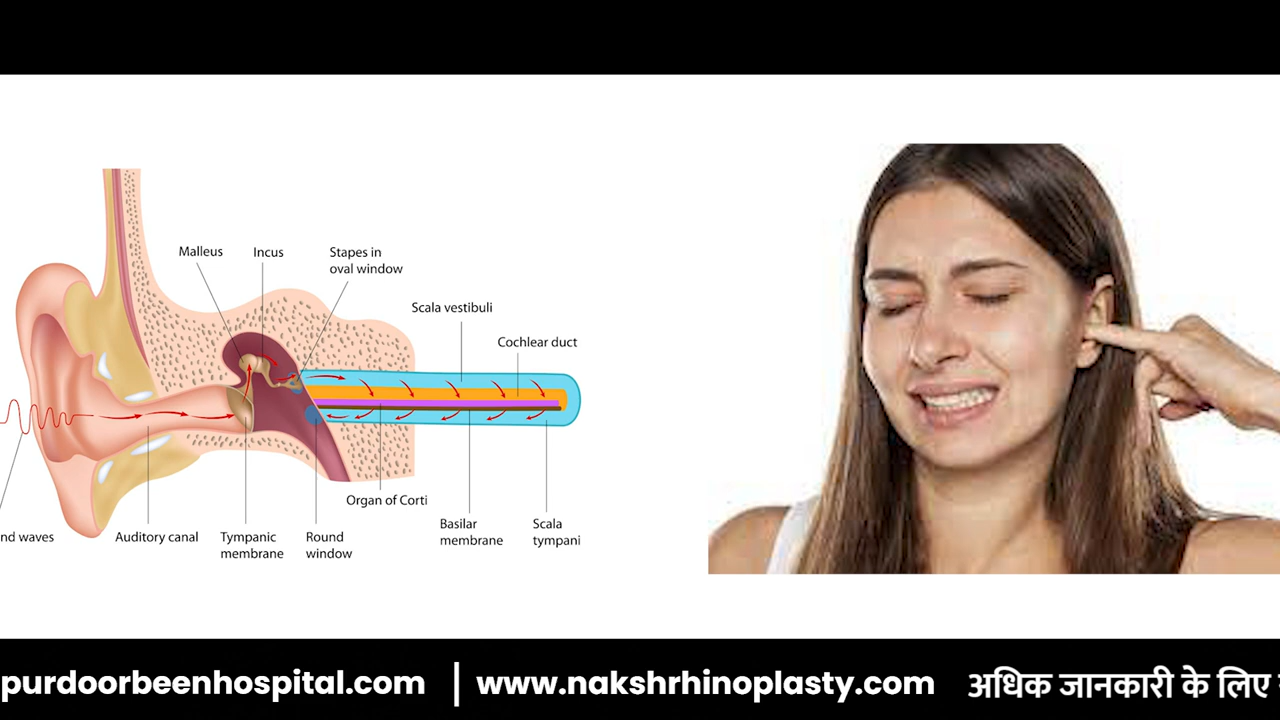 Malleus
Incus
Stapes in
oval window
Scala vestibuli
Cochlear duct
Organ of Corti
nd waves
Auditory canal
Tympanic
membrane
Round
window
Basilar
membrane
Scala
tympani
purdoorbeenhospital.com | www.nakshrhinoplasty.com अधिक जानकारी के लिए